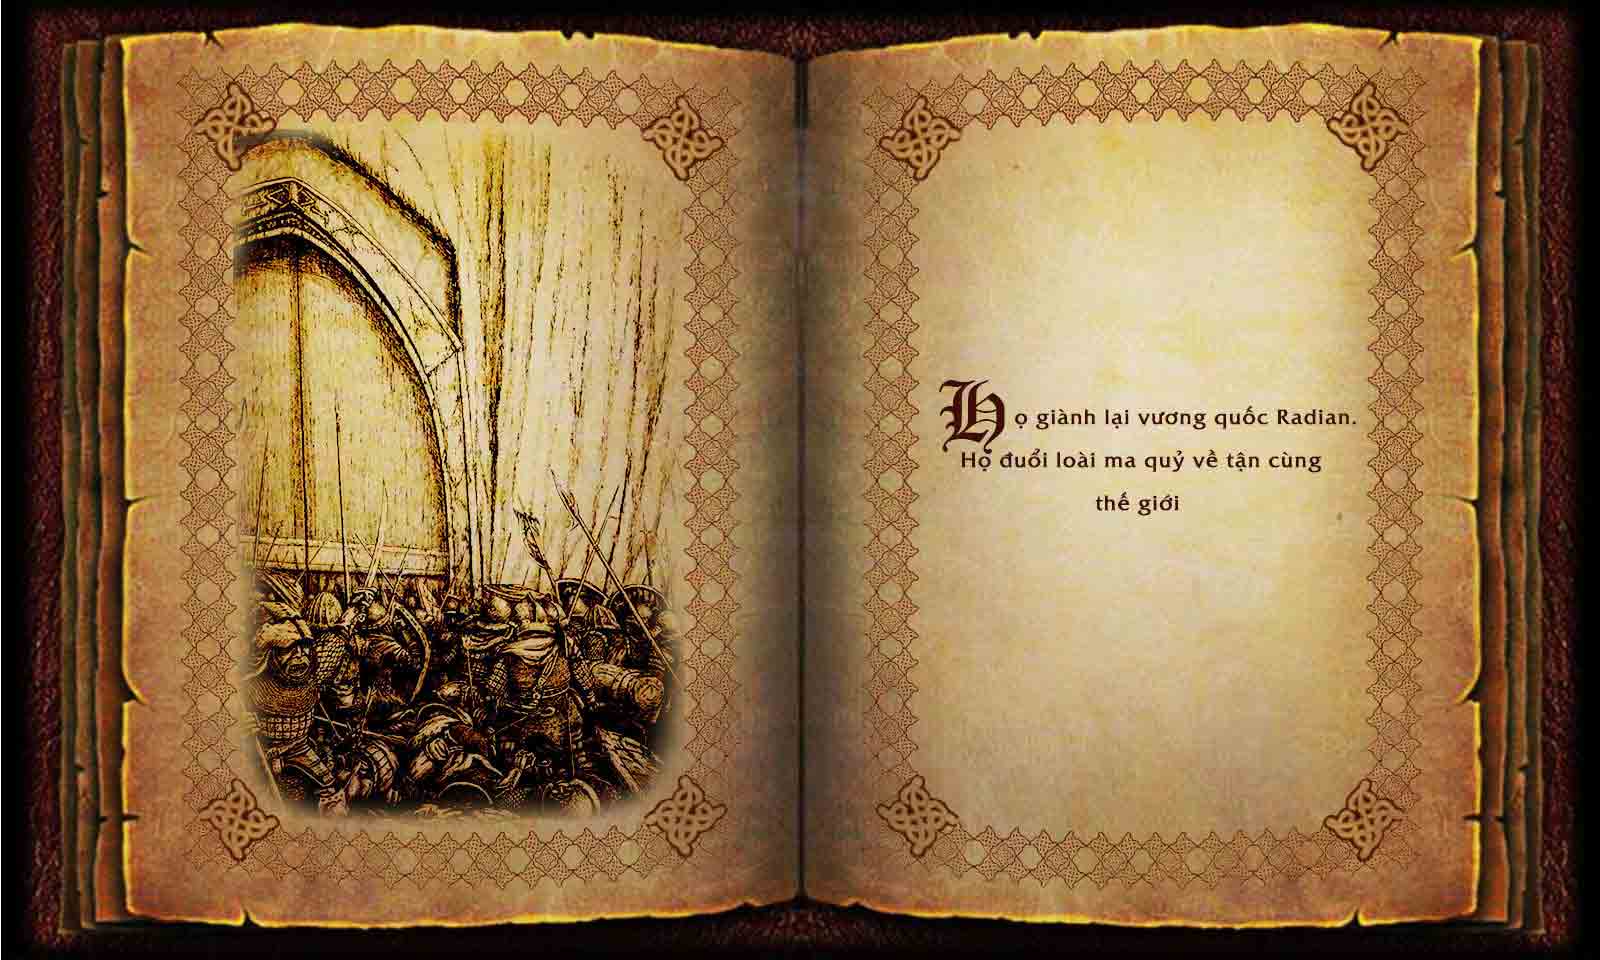 Họ giành lại vương quốc Radian.
Họ đuổi loài ma quỷ về tận cùng
thế giới